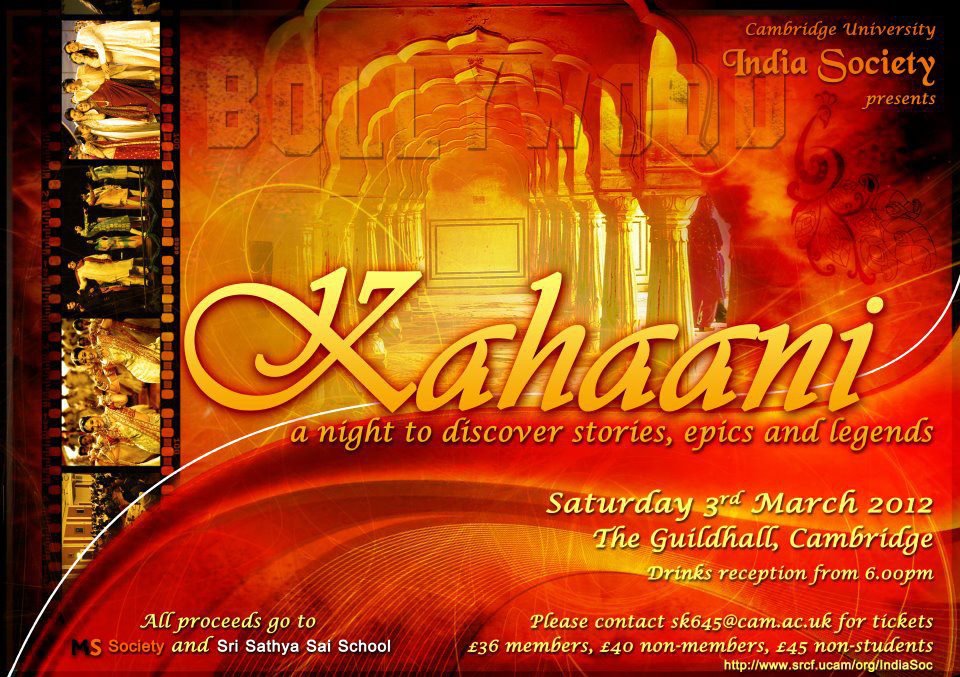 Cambridge University
India Society
presents
BOLLYWOOD
Kahaani
a night to discover stories, epics and legends
Saturday 3rd March 2012
The Guildhall, Cambridge
Drinks reception from 6.00pm
All proceeds go to
MS Society and Sri Sathya Sai School
Please contact sk645@cam.ac.uk for tickets
£36 members, £40 non-members, £45 non-students
http://www.srcf.ucam/org/IndiaSoc